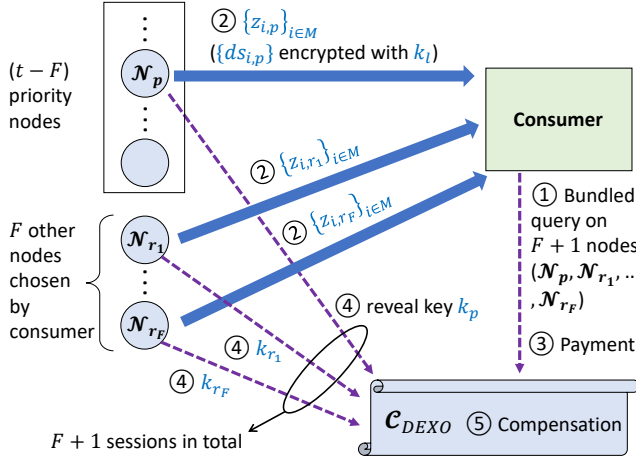 ② {z_{i,p}}_{i∈M}
({ds_{i,p}} encrypted with k_l)
(t − F)
priority
nodes
𝓝_p
Consumer
② {z_{i,r_1}}_{i∈M}
② {z_{i,r_F}}_{i∈M}
① Bundled
query on
F + 1 nodes
(𝓝_p, 𝓝_{r_1}, ..
, 𝓝_{r_F})
F other
nodes
chosen
by
consumer
𝓝_{r_1}
𝓝_{r_F}
④ reveal key k_p
④ k_{r_1}
④ k_{r_F}
③ Payment
𝓒_{DEXO} ⑤ Compensation
F + 1 sessions in total